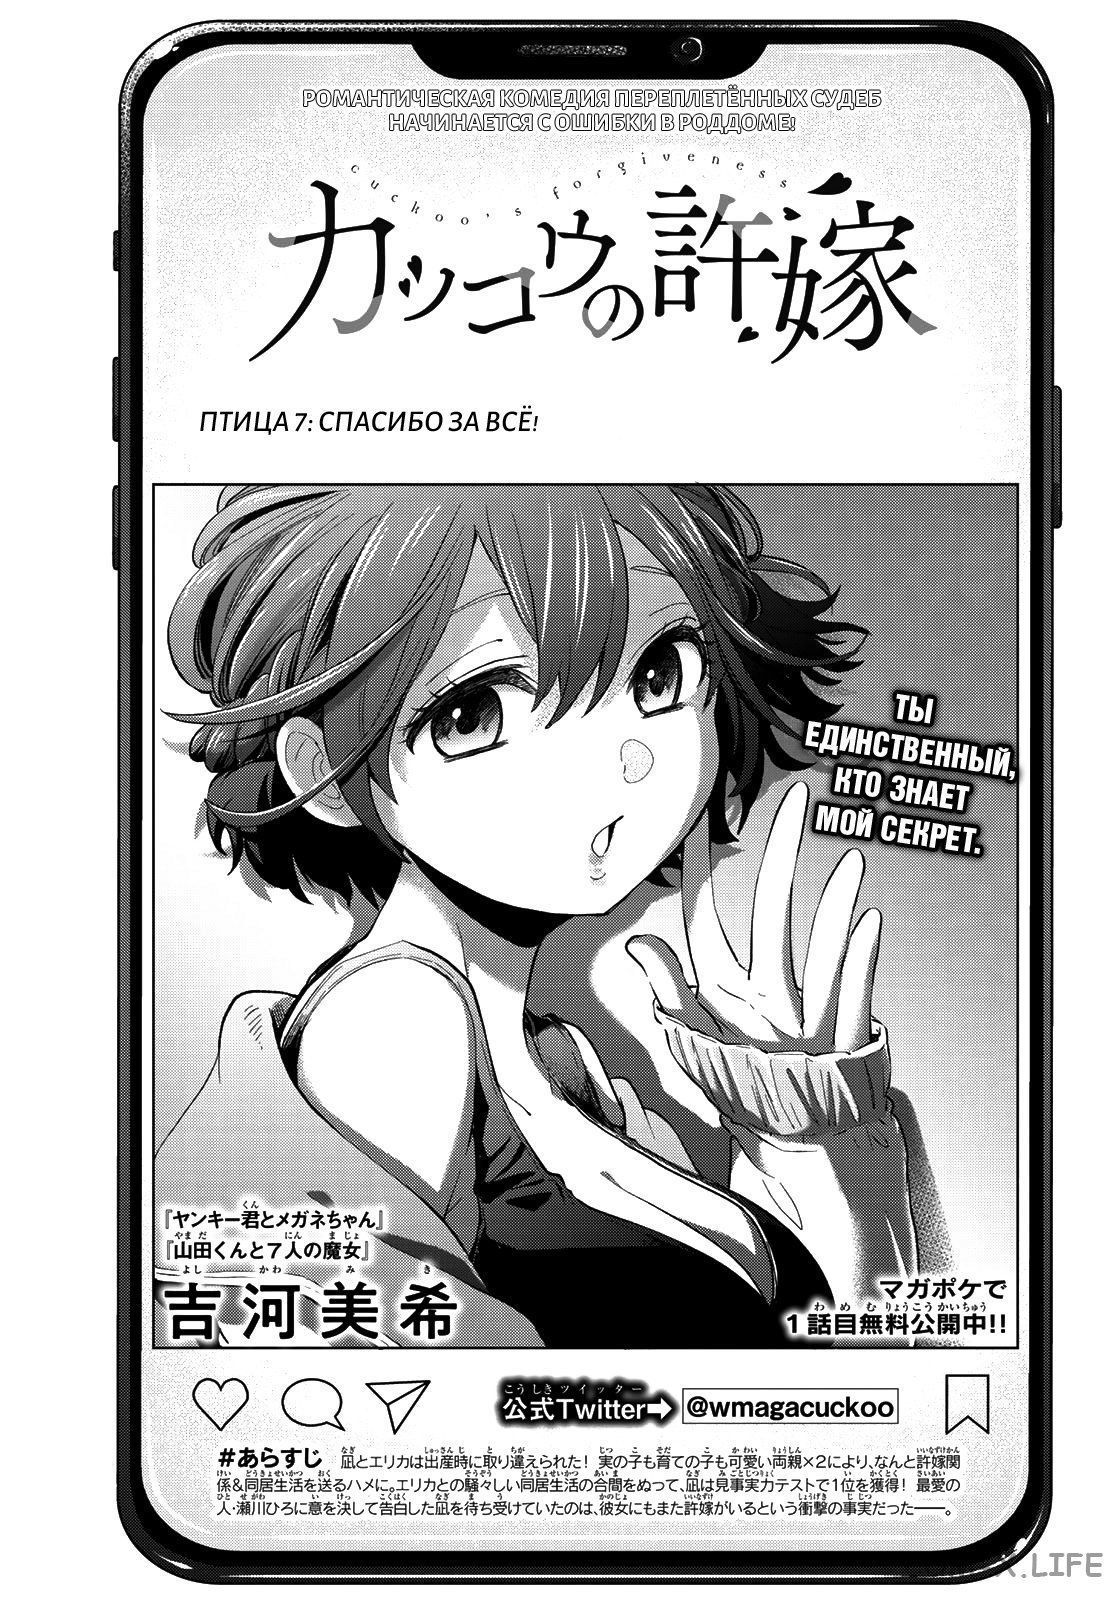 РОМАНТИЧЕСКАЯ КОМЕДИЯ ПЕРЕПЛЕТЁННЫХ СУДЕБ
НАЧИНАЕТСЯ С ОШИБКИ В РОДДОМЕ!
cuckoo's forgiveness
カッコウの許嫁
ПТИЦА 7: СПАСИБО ЗА ВСЁ!
ТЫ
ЕДИНСТВЕННЫЙ,
КТО ЗНАЕТ
МОЙ СЕКРЕТ.
『ヤンキー君とメガネちゃん』
『山田くんと7人の魔女』
吉河美希
マガポケで
1話目無料公開中!!
公式Twitter➡ @wmagacuckoo
#あらすじ 凪とエリカは出産時に取り違えられた! 実の子も育ての子も可愛い両親×2により、なんと許嫁関
係&同居生活を送るハメに。エリカとの騒々しい同居生活の合間をめって、凪は見事実力テストで1位を獲得! 最愛の
人・瀬川ひろに意を決して告白した凪を待ち受けていたのは、彼女にもまた許嫁がいるという衝撃の事実だった――。
X.LIFE